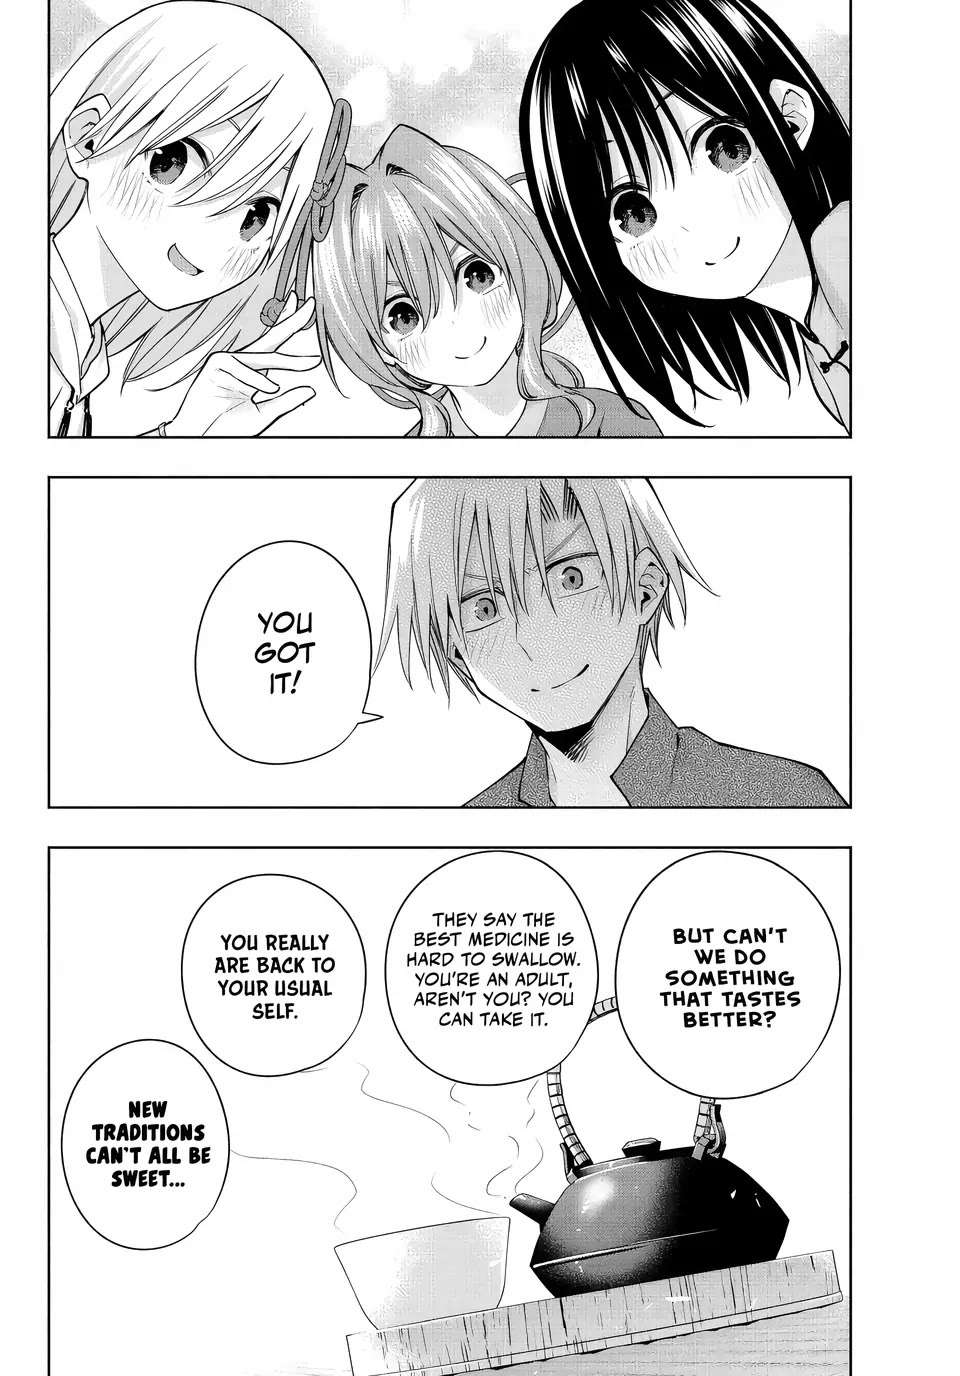 YOU
GOT
IT!
BUT CAN'T
WE DO
SOMETHING
THAT TASTES
BETTER?
THEY SAY THE
BEST MEDICINE IS
HARD TO SWALLOW.
YOU'RE AN ADULT,
AREN'T YOU? YOU
CAN TAKE IT.
YOU REALLY
ARE BACK TO
YOUR USUAL
SELF.
NEW
TRADITIONS
CAN'T ALL BE
SWEET...